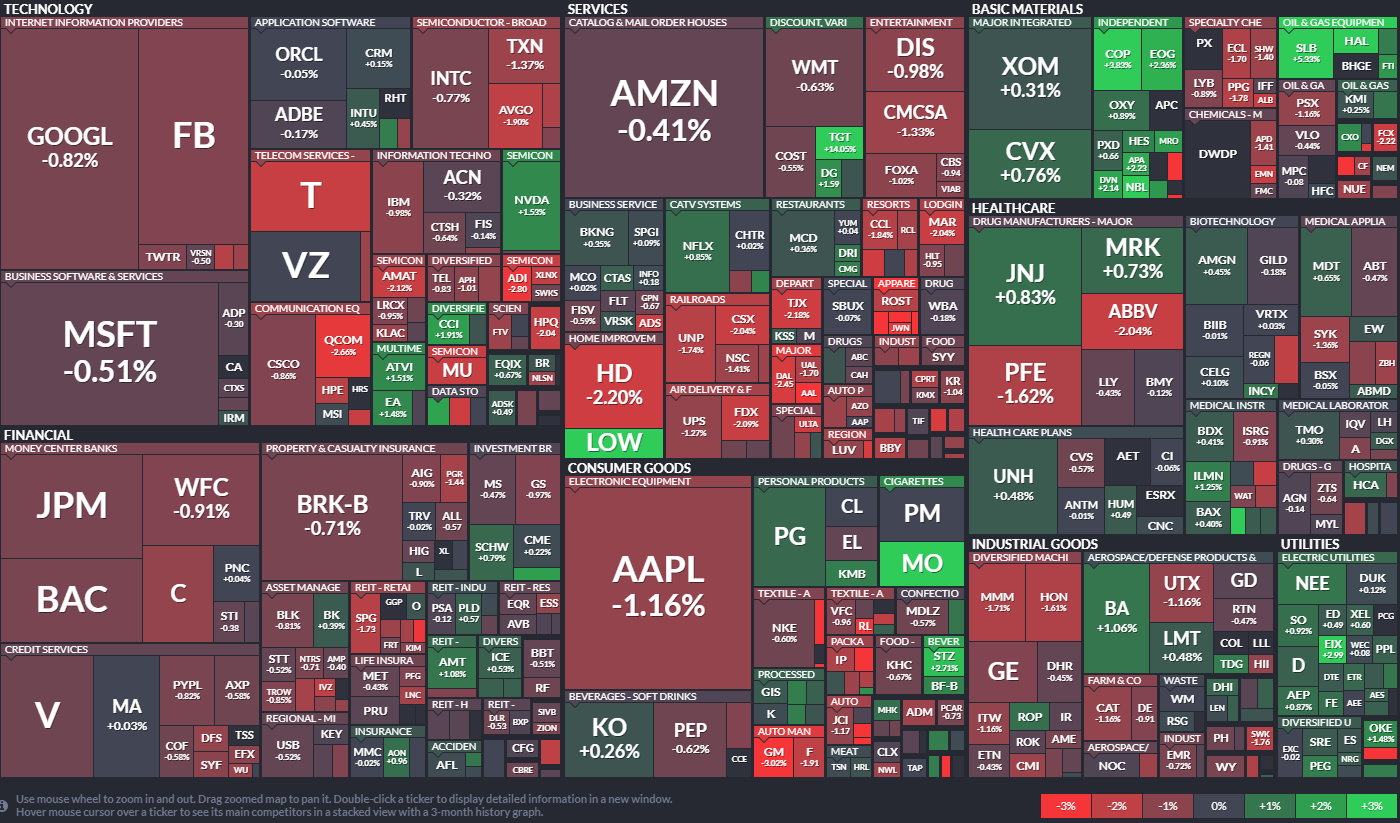 TECHNOLOGY
INTERNET INFORMATION PROVIDERS
GOOGL
-0.82%
FB
TWTR
VRSN
-0.50
APPLICATION SOFTWARE
ORCL
-0.05%
CRM
+0.15%
ADBE
-0.17%
INTU
+0.45%
RHT
SEMICONDUCTOR - BROAD
INTC
-0.77%
TXN
-1.37%
AVGO
-1.90%
TELECOM SERVICES -
T
VZ
INFORMATION TECHNO
IBM
-0.98%
ACN
-0.32%
CTSH
-0.64%
FIS
-0.14%
SEMICON
NVDA
+1.53%
BUSINESS SOFTWARE & SERVICES
MSFT
-0.51%
ADP
-0.30
CA
CTXS
IRM
COMMUNICATION EQ
CSCO
-0.86%
QCOM
-2.66%
HPE
HRS
MSI
SEMICON
AMAT
-2.12%
LRCX
-0.95%
KLAC
DIVERSIFIED
TEL
-0.83
APH
-1.01
SEMICON
ADI
-2.80
XLNX
SWKS
DIVERSIFIE
CCI
+1.91%
SCIEN
FTV
HPQ
-2.04
MULTIME
ATVI
+1.51%
EA
+1.48%
SEMICON
MU
EQIX
+0.67%
BR
NLSN
DATA STO
ADSK
+0.49
SERVICES
CATALOG & MAIL ORDER HOUSES
AMZN
-0.41%
DISCOUNT, VARI
WMT
-0.63%
COST
-0.55%
TGT
+14.05%
DG
+1.59
ENTERTAINMENT
DIS
-0.98%
CMCSA
-1.33%
FOXA
-1.02%
CBS
-0.94
VIAB
BUSINESS SERVICE
BKNG
+0.35%
SPGI
+0.09%
MCO
+0.02%
CTAS
INFO
+0.18
FISV
-0.59%
FLT
GPN
-0.67
VRSK
ADS
CATV SYSTEMS
NFLX
+0.85%
CHTR
+0.02%
RESTAURANTS
MCD
+0.36%
YUM
+0.04
DRI
CMG
RESORTS
CCL
-1.84%
RCL
LODGIN
MAR
-2.04%
HLT
-0.95
HOME IMPROVEM
HD
-2.20%
LOW
RAILROADS
UNP
-1.74%
CSX
-2.04%
NSC
-1.41%
AIR DELIVERY & F
UPS
-1.27%
FDX
-2.09%
DEPART
TJX
-2.18%
KSS
M
SPECIAL
SBUX
-0.07%
APPARE
ROST
JWN
DRUG
WBA
-0.18%
MAJOR
DAL
-2.45
UAL
-1.70
AAL
DRUGS
ABC
CAH
INDUST
FOOD
SYY
SPECIAL
ULTA
AUTO P
AZO
AAP
CPRT
KMX
KR
-1.04
TIF
REGION
LUV
BBY
BASIC MATERIALS
MAJOR INTEGRATED
XOM
+0.31%
CVX
+0.76%
INDEPENDENT
COP
+3.83%
EOG
+2.36%
OXY
+0.89%
APC
PXD
+0.66
HES
MRO
APA
+2.23
DVN
+2.14
NBL
SPECIALTY CHE
PX
ECL
-1.70
SHW
-1.40
LYB
-0.89%
PPG
-1.78
IFF
ALB
CHEMICALS - M
DWDP
APD
-1.41
EMN
FMC
OIL & GAS EQUIPMEN
SLB
+5.33%
HAL
BHGE
FTI
OIL & GA
PSX
-1.16%
VLO
-0.44%
MPC
-0.08
HFC
OIL & GAS
KMI
+0.25%
CXO
FCX
-2.22
CF
NEM
NUE
HEALTHCARE
DRUG MANUFACTURERS - MAJOR
JNJ
+0.83%
MRK
+0.73%
ABBV
-2.04%
PFE
-1.62%
LLY
-0.43%
BMY
-0.12%
BIOTECHNOLOGY
AMGN
+0.45%
GILD
-0.18%
BIIB
-0.01%
VRTX
+0.03%
REGN
-0.06
CELG
+0.10%
INCY
MEDICAL APPLIA
MDT
+0.65%
ABT
-0.47%
SYK
-1.36%
EW
BSX
-0.05%
ZBH
ABMD
HEALTH CARE PLANS
UNH
+0.48%
CVS
-0.57%
AET
CI
-0.06%
ANTM
-0.01%
HUM
+0.49
ESRX
CNC
MEDICAL INSTR
BDX
+0.41%
ISRG
-0.91%
ILMN
+1.25%
WAT
BAX
+0.40%
MEDICAL LABORATOR
TMO
+0.30%
IQV
LH
A
DGX
DRUGS - G
AGN
-0.14
ZTS
-0.64
MYL
HOSPITA
HCA
FINANCIAL
MONEY CENTER BANKS
JPM
WFC
-0.91%
BAC
C
PNC
+0.04%
STI
-0.38
CREDIT SERVICES
V
MA
+0.03%
PYPL
-0.82%
AXP
-0.58%
COF
-0.58%
DFS
SYF
TSS
EFX
WU
PROPERTY & CASUALTY INSURANCE
BRK-B
-0.71%
AIG
-0.90%
PGR
-1.44
TRV
-0.02%
ALL
-0.57
HIG
XL
L
INVESTMENT BR
MS
-0.47%
GS
-0.97%
SCHW
+0.79%
CME
+0.22%
ASSET MANAGE
BLK
-0.81%
BK
+0.39%
STT
-0.52%
NTRS
-0.71
AMP
-0.40
TROW
-0.85%
IVZ
REIT - RETAI
SPG
-1.73
GGP
O
FRT
KIM
REIT - INDU
PSA
-0.12
PLD
+0.57
REIT - RES
EQR
ESS
AVB
LIFE INSURA
MET
-0.43%
PFG
PRU
LNC
REIT -
AMT
+1.08%
DIVERS
ICE
+0.53%
BBT
-0.51%
RF
REGIONAL - MI
USB
-0.52%
KEY
INSURANCE
MMC
-0.02%
AON
+0.96
REIT - H
REIT -
DLR
-0.53
BXP
SIVB
ZION
ACCIDEN
AFL
CFG
CBRE
CONSUMER GOODS
ELECTRONIC EQUIPMENT
AAPL
-1.16%
BEVERAGES - SOFT DRINKS
KO
+0.26%
PEP
-0.62%
CCE
PERSONAL PRODUCTS
PG
CL
EL
KMB
CIGARETTES
PM
MO
TEXTILE - A
NKE
-0.60%
TEXTILE - A
VFC
-0.96
RL
CONFECTIO
MDLZ
-0.57%
PACKA
IP
FOOD -
KHC
-0.67%
BEVER
STZ
+2.71%
BF-B
PROCESSED
GIS
K
AUTO
JCI
-1.17
MHK
ADM
PCAR
-0.73
AUTO MAN
GM
-3.02%
F
-1.91
MEAT
TSN
HRL
CLX
NWL
TAP
INDUSTRIAL GOODS
DIVERSIFIED MACHI
MMM
-1.71%
HON
-1.61%
GE
DHR
-0.45%
ITW
-1.16%
ROP
IR
ETN
-0.43%
ROK
AME
CMI
AEROSPACE/DEFENSE PRODUCTS &
BA
+1.06%
UTX
-1.16%
GD
RTN
-0.47%
LMT
+0.48%
COL
LLL
TDG
HII
FARM & CO
CAT
-1.16%
DE
-0.91
WASTE
WM
RSG
DHI
LEN
AEROSPACE/
NOC
INDUST
EMR
-0.72%
PH
SWK
-1.76
WY
UTILITIES
ELECTRIC UTILITIES
NEE
DUK
+0.12%
SO
+0.92%
ED
+0.49
XEL
+0.60
PCG
D
EIX
+2.99
WEC
+0.08
PPL
DTE
ETR
AEP
+0.87%
FE
AEE
AES
DIVERSIFIED U
EXC
-0.02
SRE
ES
OKE
+1.48%
PEG
NRG
Use mouse wheel to zoom in and out. Drag zoomed map to pan it. Double-click a ticker to display detailed information in a new window.
Hover mouse cursor over a ticker to see its main competitors in a stacked view with a 3-month history graph.
-3%
-2%
-1%
0%
+1%
+2%
+3%